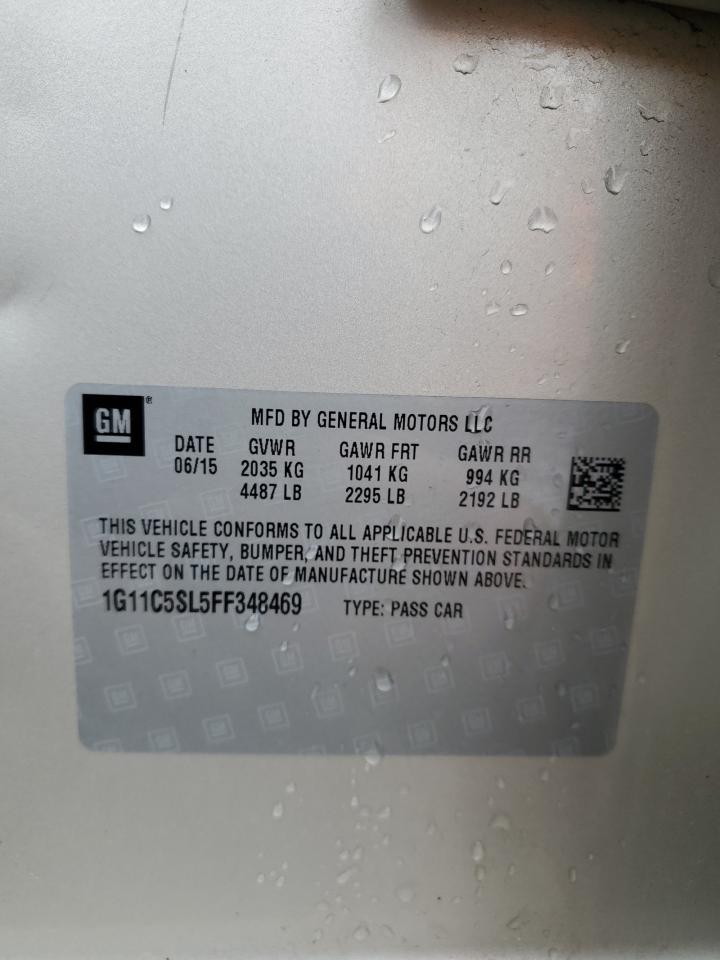 GM®
MFD BY GENERAL MOTORS LLC
DATE GVWR GAWR FRT GAWR RR
06/15 2035 KG 1041 KG 994 KG
4487 LB 2295 LB 2192 LB
THIS VEHICLE CONFORMS TO ALL APPLICABLE U.S. FEDERAL MOTOR
VEHICLE SAFETY, BUMPER, AND THEFT PREVENTION STANDARDS IN
EFFECT ON THE DATE OF MANUFACTURE SHOWN ABOVE.
1G11C5SL5FF348469 TYPE: PASS CAR